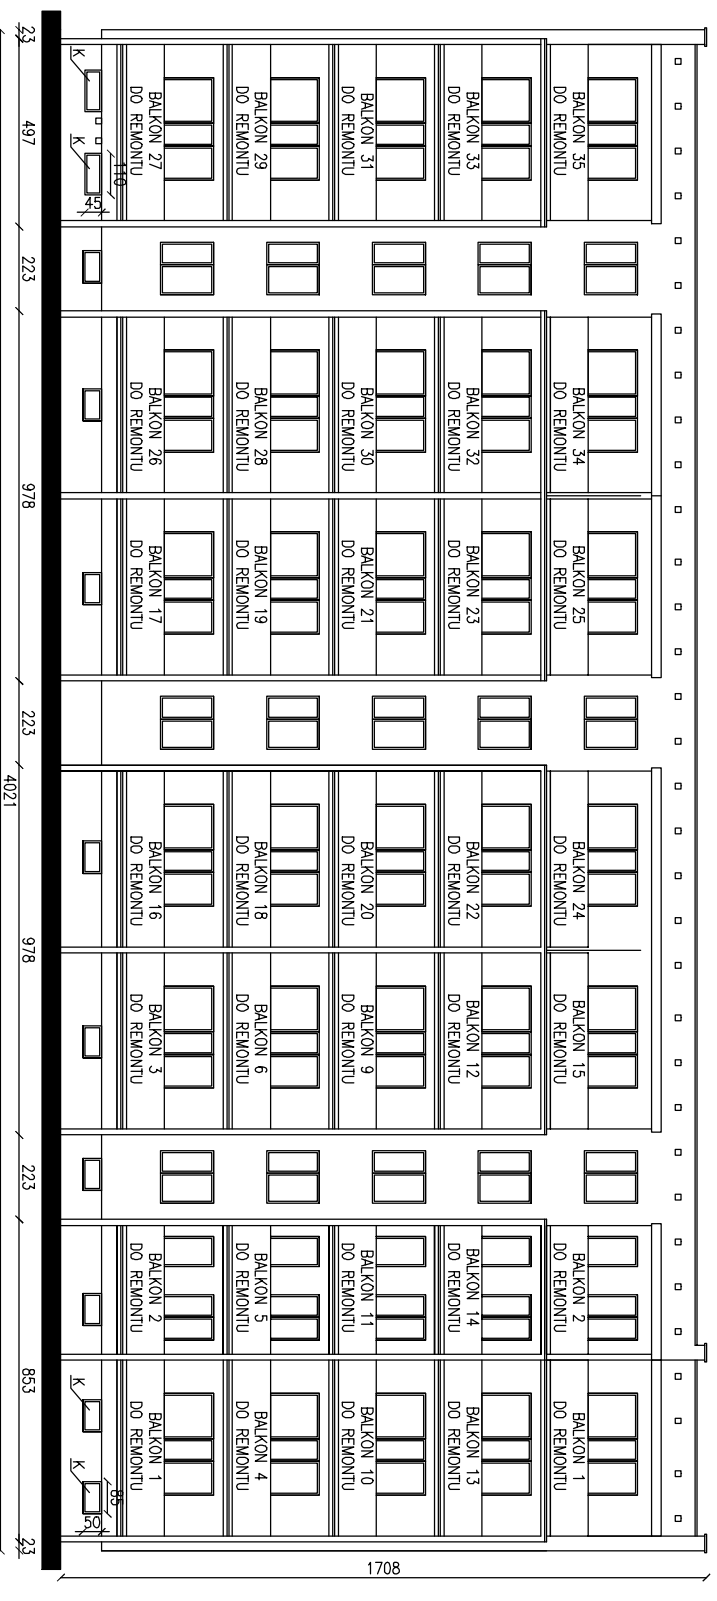 BALKON 35
DO REMONTU
BALKON 34
DO REMONTU
BALKON 25
DO REMONTU
BALKON 24
DO REMONTU
BALKON 15
DO REMONTU
BALKON 2
DO REMONTU
BALKON 1
DO REMONTU
BALKON 33
DO REMONTU
BALKON 32
DO REMONTU
BALKON 23
DO REMONTU
BALKON 22
DO REMONTU
BALKON 12
DO REMONTU
BALKON 14
DO REMONTU
BALKON 13
DO REMONTU
BALKON 31
DO REMONTU
BALKON 30
DO REMONTU
BALKON 21
DO REMONTU
BALKON 20
DO REMONTU
BALKON 9
DO REMONTU
BALKON 11
DO REMONTU
BALKON 10
DO REMONTU
1708
BALKON 29
DO REMONTU
BALKON 28
DO REMONTU
BALKON 19
DO REMONTU
BALKON 18
DO REMONTU
BALKON 6
DO REMONTU
BALKON 5
DO REMONTU
BALKON 4
DO REMONTU
BALKON 27
DO REMONTU
BALKON 26
DO REMONTU
BALKON 17
DO REMONTU
BALKON 16
DO REMONTU
BALKON 3
DO REMONTU
BALKON 2
DO REMONTU
BALKON 1
DO REMONTU
110
85
45
50
K
K
K
K
23
497
223
978
223
978
223
853
23
4021